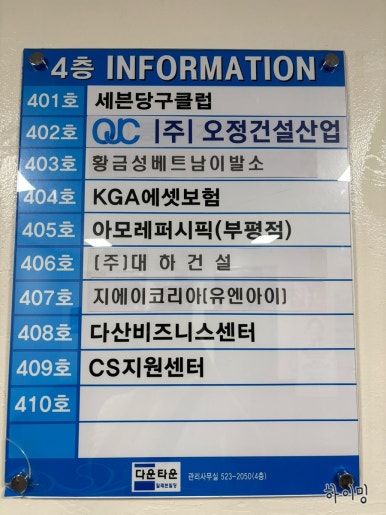 4층 INFORMATION
401호 세븐당구클럽
402호 OJC |주| 오정건설산업
403호 황금성베트남이발소
404호 KGA에셋보험
405호 아모레퍼시픽(부평적)
406호 (주)대하건설
407호 지에이코리아(유엔아이)
408호 다산비즈니스센터
409호 CS지원센터
410호
다운타운
관리사무실 523-2050(4층)
하이밍